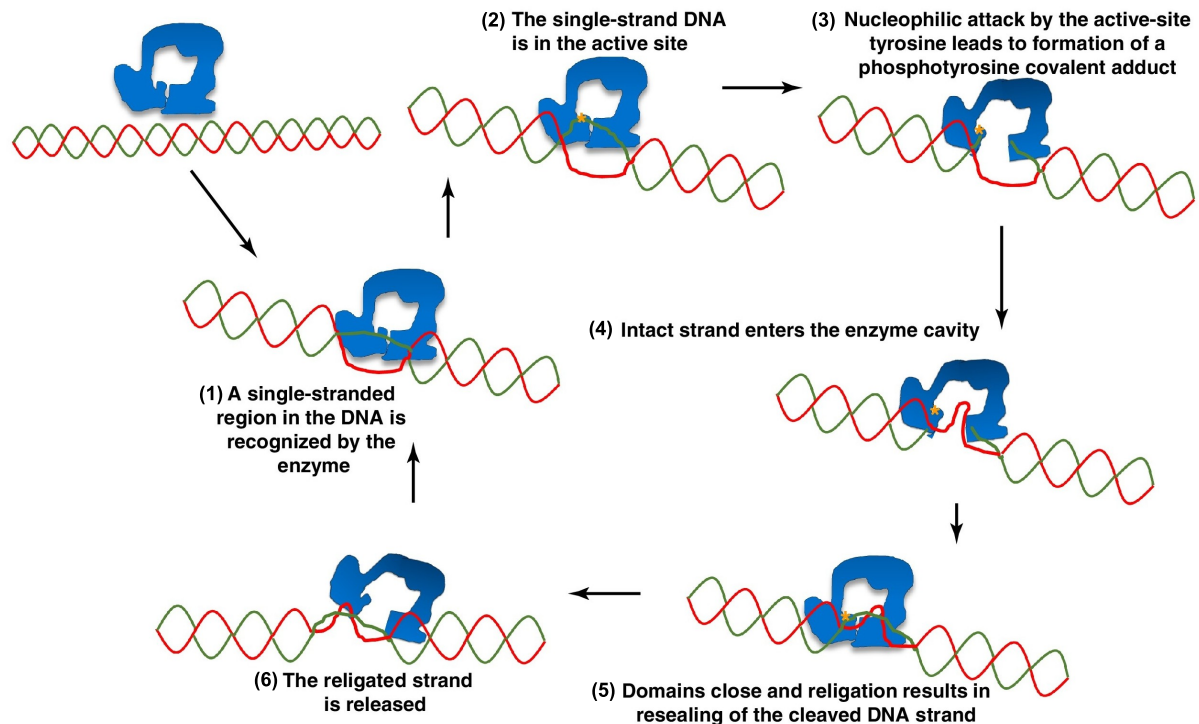 (2) The single-strand DNA
is in the active site
(3) Nucleophilic attack by the active-site
tyrosine leads to formation of a
phosphotyrosine covalent adduct
(4) Intact strand enters the enzyme cavity
(1) A single-stranded
region in the DNA is
recognized by the
enzyme
(6) The religated strand
is released
(5) Domains close and religation results in
resealing of the cleaved DNA strand